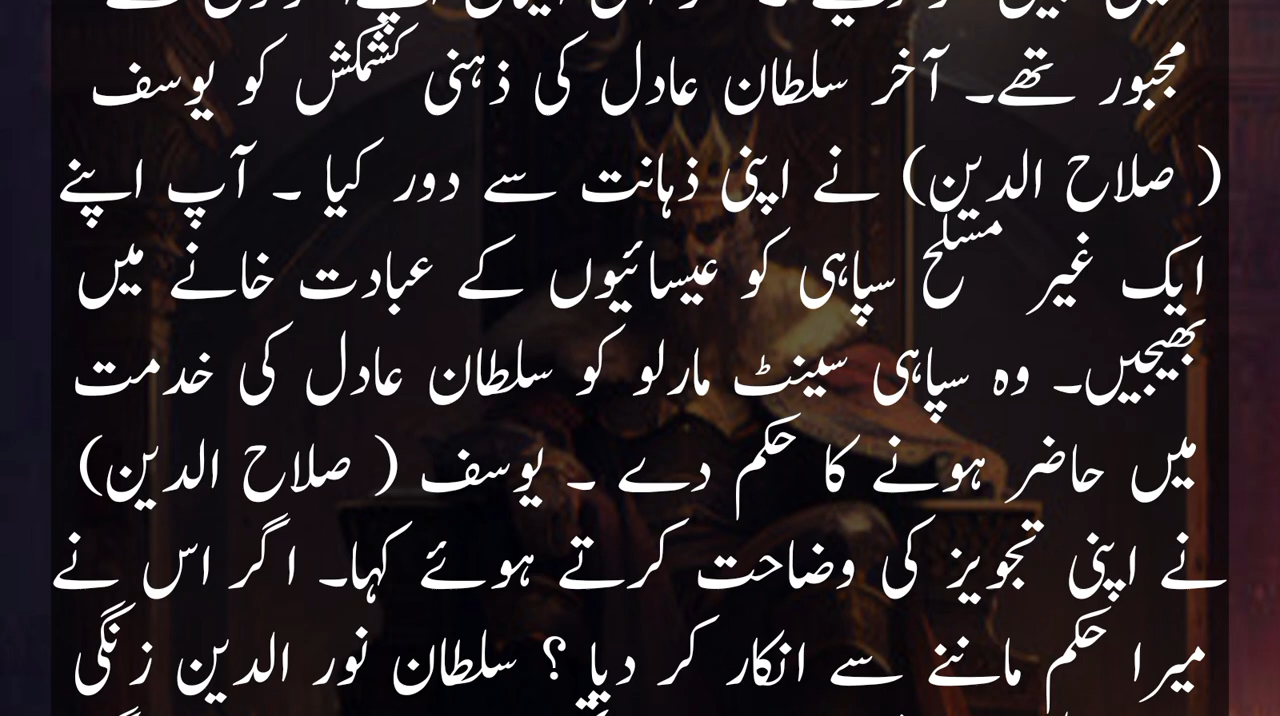 مجبور تھے۔ آخر سلطان عادل کی ذہنی کشمکش کو یوسف
( صلاح الدین) نے اپنی ذہانت سے دور کیا ۔ آپ اپنے
ایک غیر مسلح سپاہی کو عیسائیوں کے عبادت خانے میں
بھیجیں۔ وہ سپاہی سینٹ مارلو کو سلطان عادل کی خدمت
میں حاضر ہونے کا حکم دے ۔ یوسف ( صلاح الدین)
نے اپنی تجویز کی وضاحت کرتے ہوئے کہا۔ اگر اس نے
میرا حکم ماننے سے انکار کر دیا ؟ سلطان نور الدین زنگی